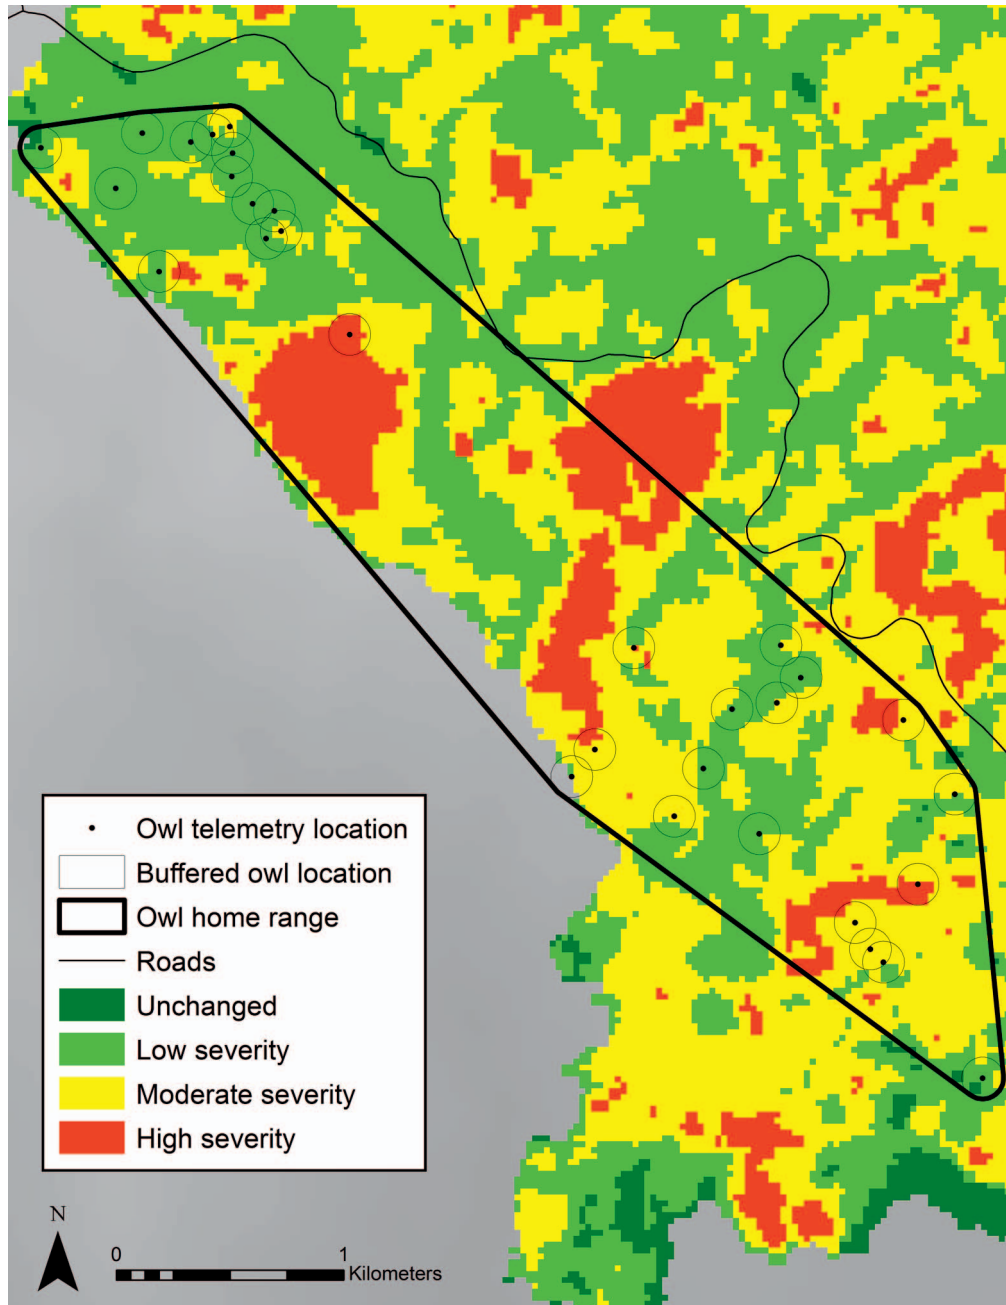 Owl telemetry location
Buffered owl location
Owl home range
Roads
Unchanged
Low severity
Moderate severity
High severity
N
0 1
Kilometers